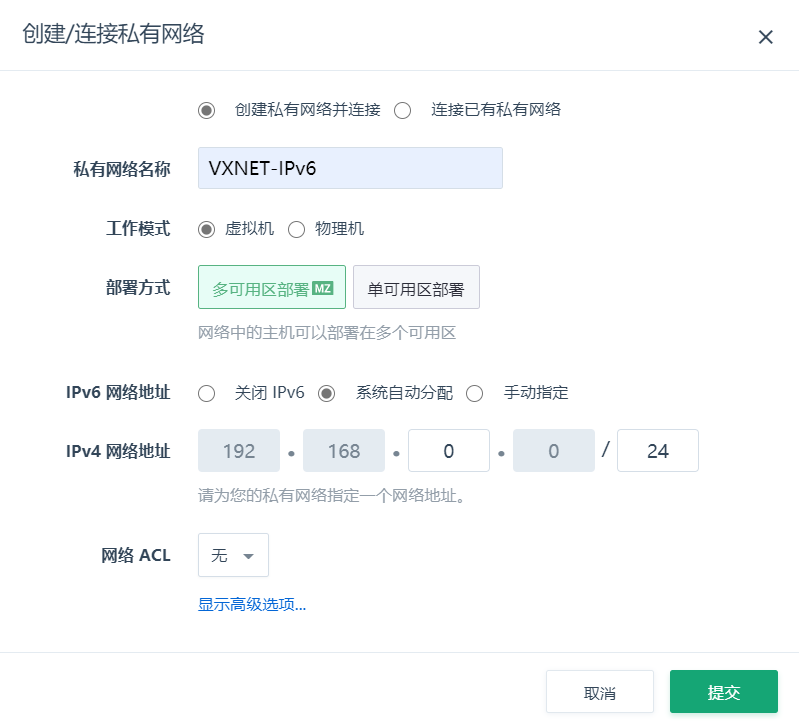 创建/连接私有网络
创建私有网络并连接 连接已有私有网络
私有网络名称 VXNET-IPv6
工作模式 虚拟机 物理机
部署方式 多可用区部署 MZ 单可用区部署
网络中的主机可以部署在多个可用区
IPv6 网络地址 关闭 IPv6 系统自动分配 手动指定
IPv4 网络地址 192 . 168 . 0 . 0 / 24
请为您的私有网络指定一个网络地址。
网络 ACL 无
显示高级选项...
取消 提交